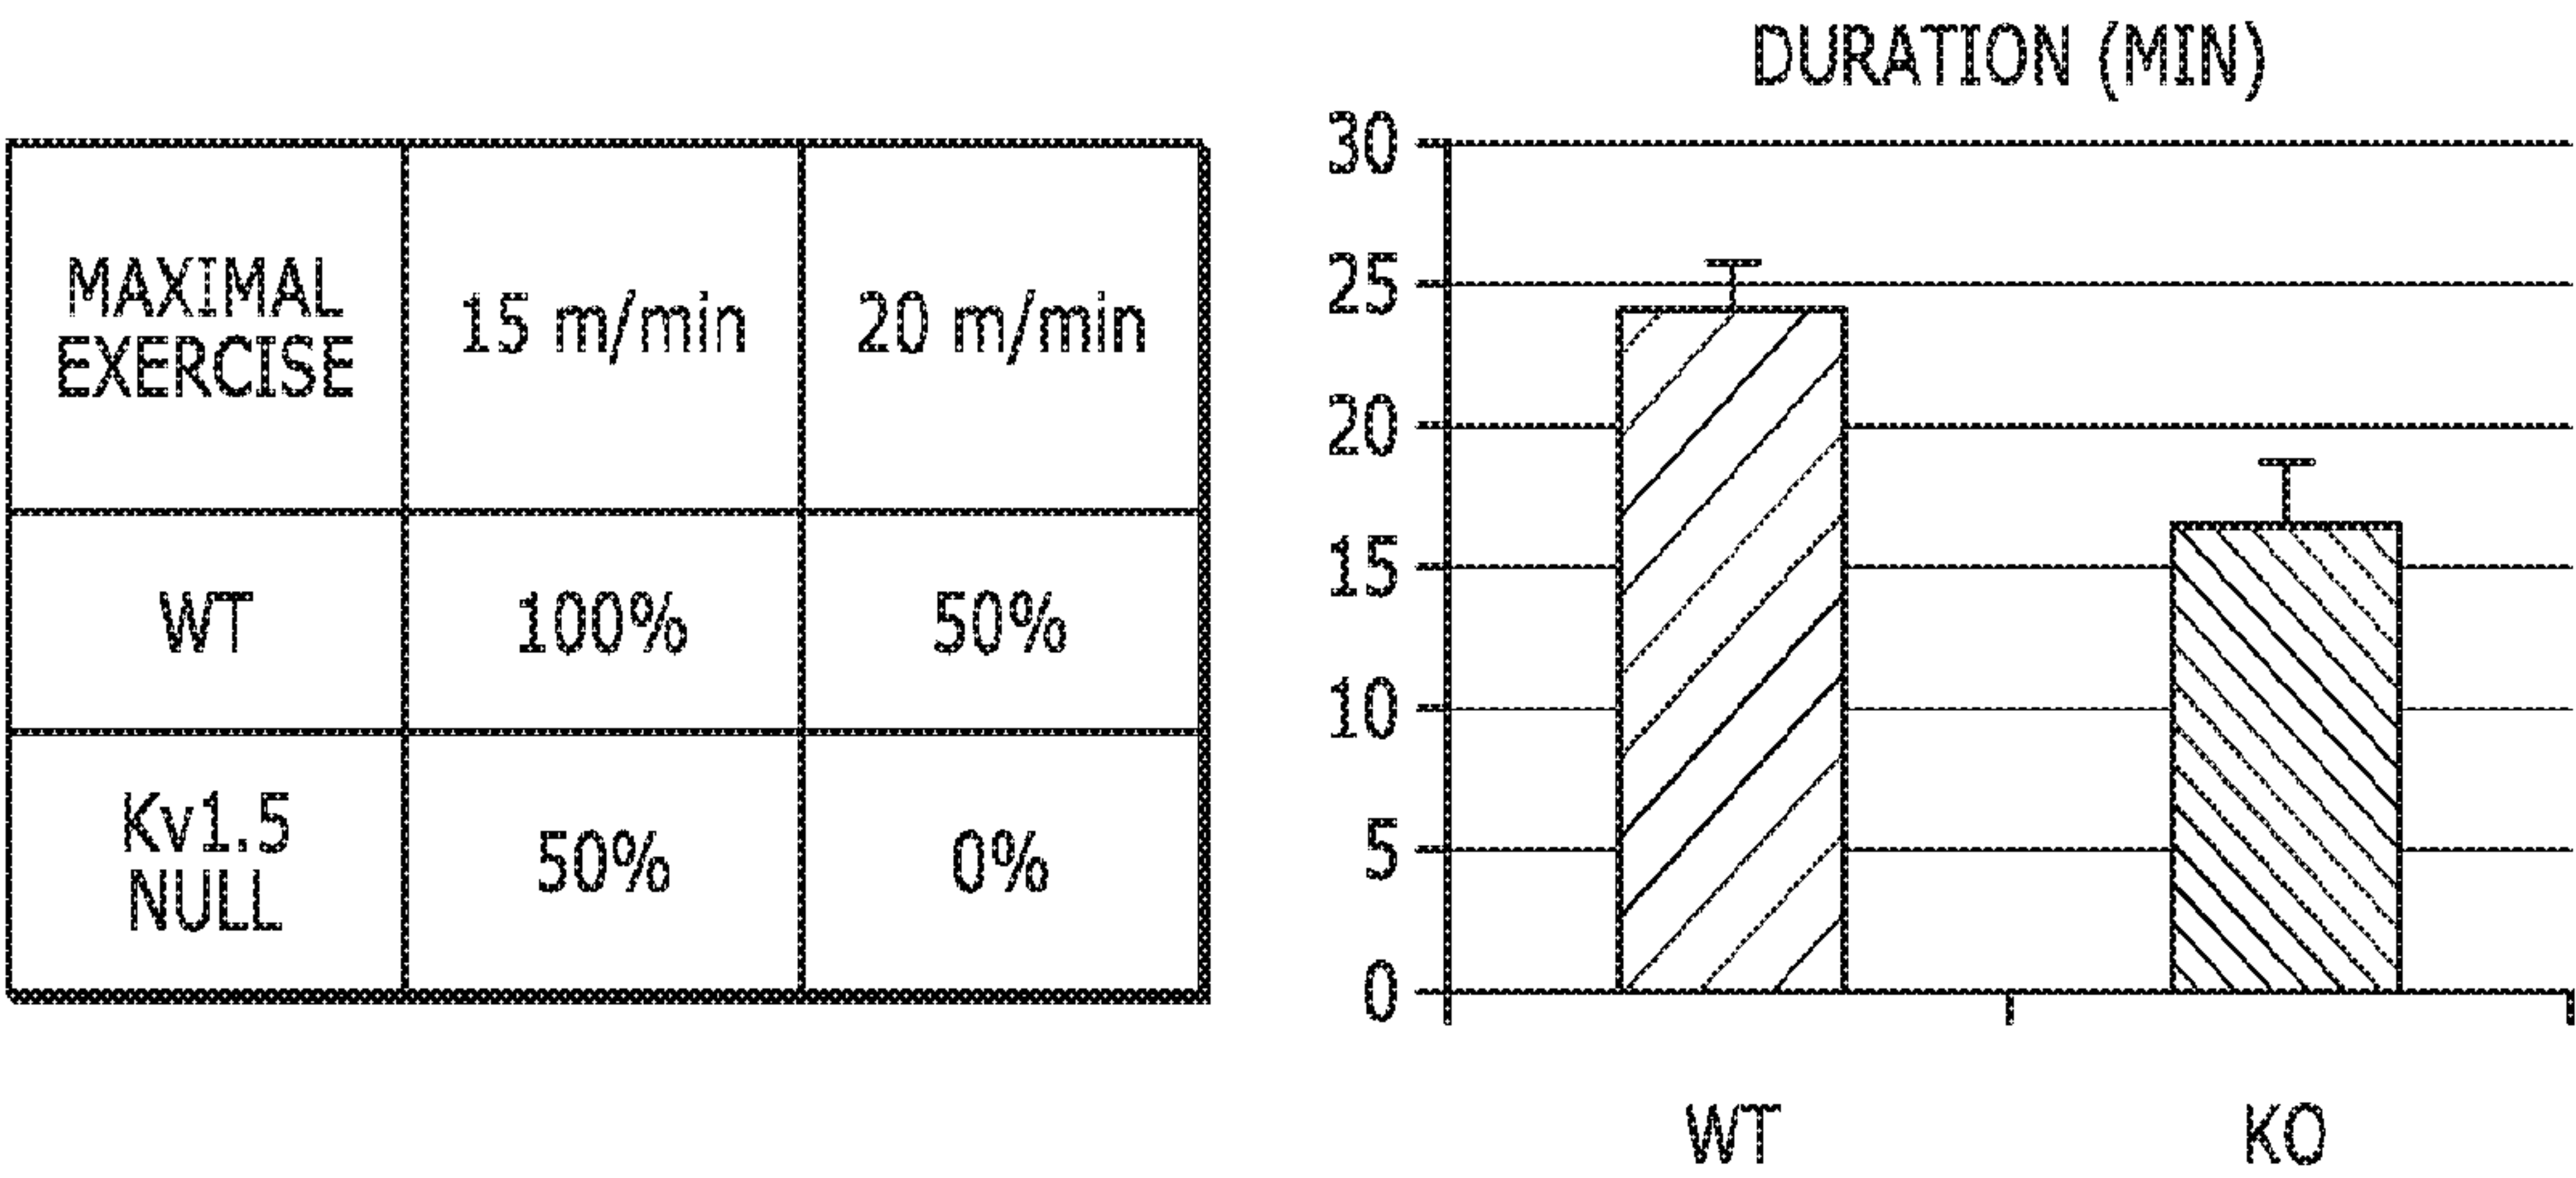 MAXIMAL
EXERCISE
15 m/min
20 m/min
WT
100%
50%
Kv1.5
NULL
50%
0%
DURATION (MIN)
30
25
20
15
10
5
0
WT
KO